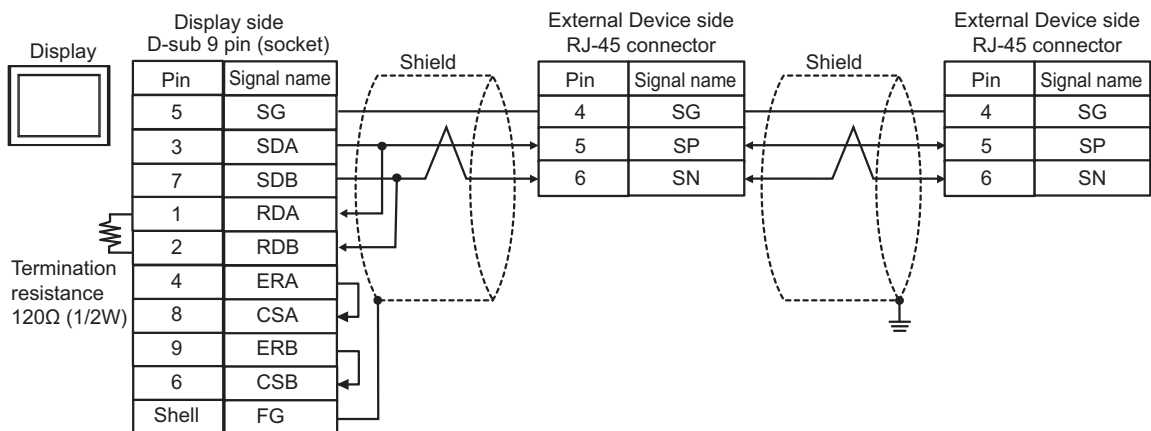 Display
Display side
D-sub 9 pin (socket)
Pin Signal name
5 SG
3 SDA
7 SDB
1 RDA
2 RDB
4 ERA
8 CSA
9 ERB
6 CSB
Shell FG
Termination
resistance
120Ω (1/2W)
Shield
External Device side
RJ-45 connector
Pin Signal name
4 SG
5 SP
6 SN
Shield
External Device side
RJ-45 connector
Pin Signal name
4 SG
5 SP
6 SN